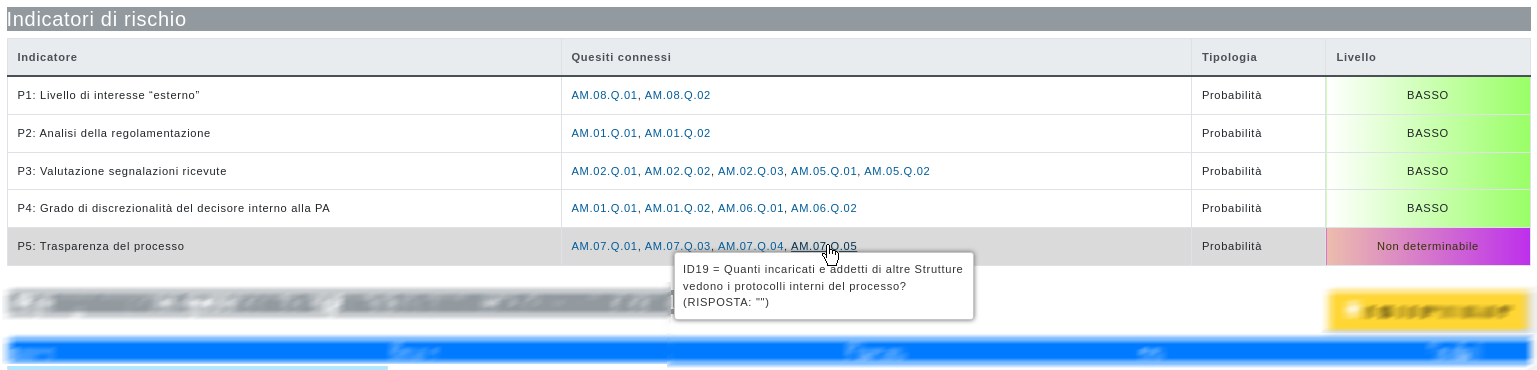 Indicatori di rischio
Indicatore Quesiti connessi Tipologia Livello
P1: Livello di interesse “esterno” AM.08.Q.01, AM.08.Q.02 Probabilità BASSO
P2: Analisi della regolamentazione AM.01.Q.01, AM.01.Q.02 Probabilità BASSO
P3: Valutazione segnalazioni ricevute AM.02.Q.01, AM.02.Q.02, AM.02.Q.03, AM.05.Q.01, AM.05.Q.02 Probabilità BASSO
P4: Grado di discrezionalità del decisore interno alla PA AM.01.Q.01, AM.01.Q.02, AM.06.Q.01, AM.06.Q.02 Probabilità BASSO
P5: Trasparenza del processo AM.07.Q.01, AM.07.Q.03, AM.07.Q.04, AM.07.Q.05 Probabilità Non determinabile
ID19 = Quanti incaricati e addetti di altre Strutture
vedono i protocolli interni del processo?
(RISPOSTA: "")